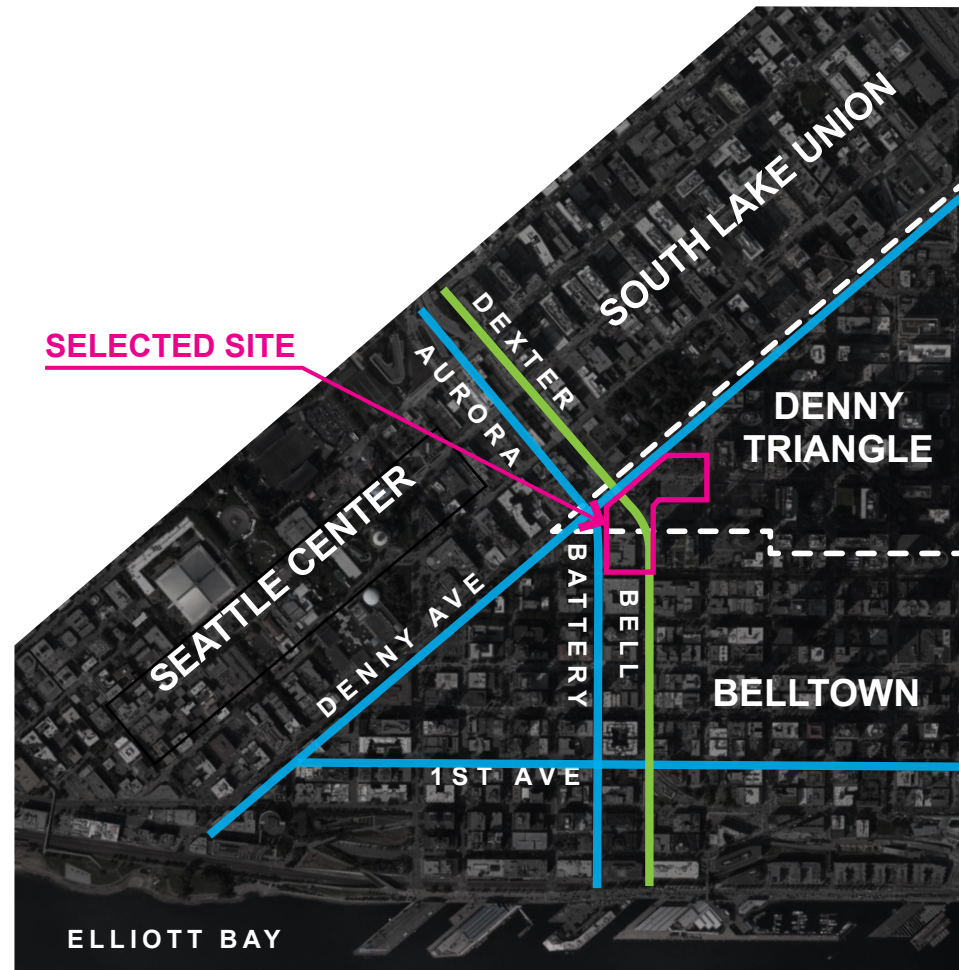 SOUTH LAKE UNION
DEXTER
SELECTED SITE
AURORA
DENNY
TRIANGLE
SEATTLE CENTER
DENNY AVE
BATTERY
BELL
BELLTOWN
1ST AVE
ELLIOTT BAY